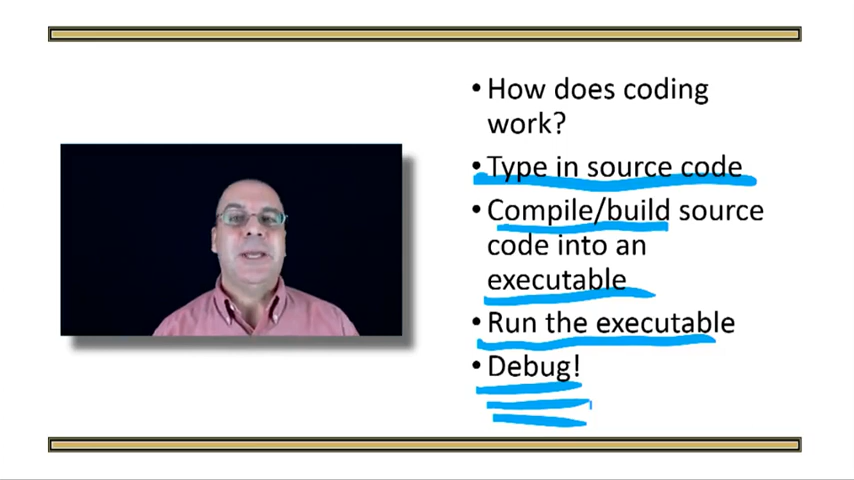 • How does coding
work?
• Type in source code
• Compile/build source
code into an
executable
• Run the executable
• Debug!